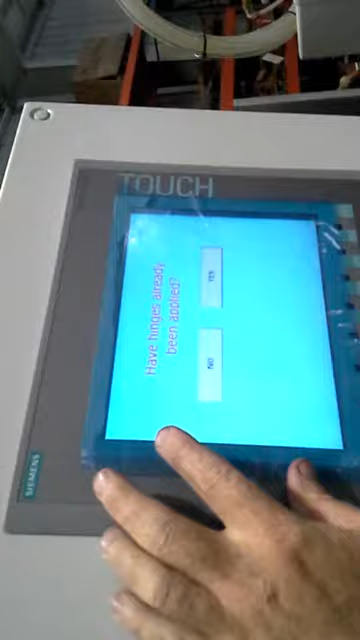 SIEMENS
TOUCH
Have hinges already
been applied?
NO
YES